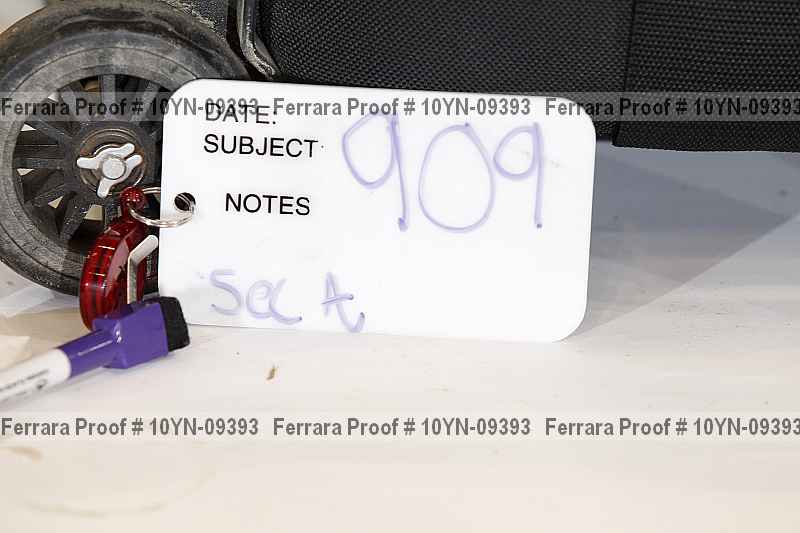 Ferrara Proof # 10YN-09393 Ferrara Proof # 10YN-09393 Ferrara Proof # 10YN-09393
DATE:
SUBJECT 909
NOTES
Sec t
Ferrara Proof # 10YN-09393 Ferrara Proof # 10YN-09393 Ferrara Proof # 10YN-09393